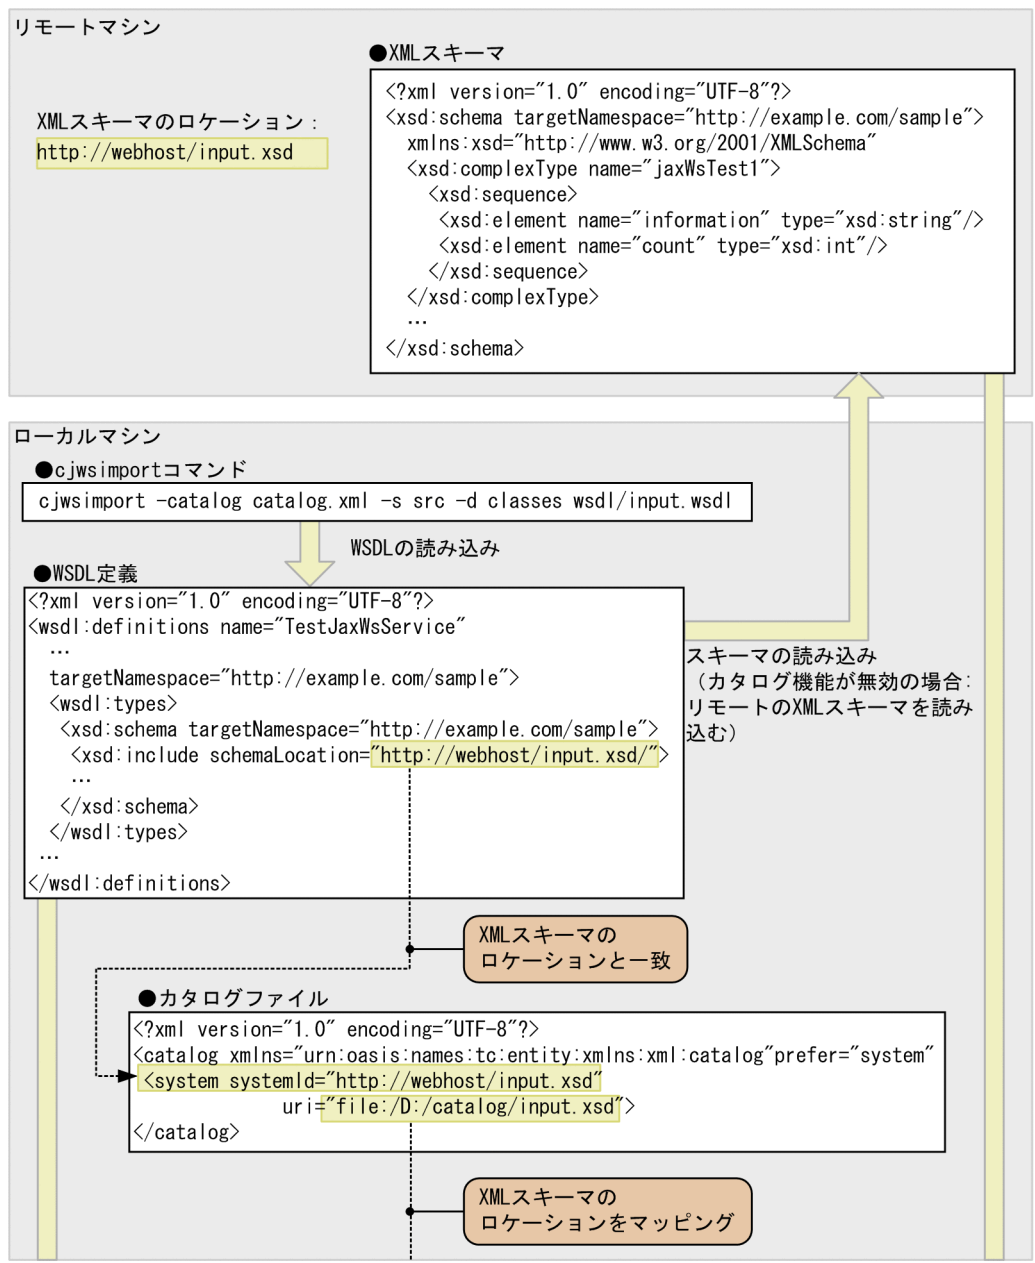 リモートマシン
●XMLスキーマ
XMLスキーマのロケーション：
http://webhost/input.xsd
<?xml version="1.0" encoding="UTF-8"?>
<xsd:schema targetNamespace="http://example.com/sample">
xmlns:xsd="http://www.w3.org/2001/XMLSchema"
<xsd:complexType name="jaxWsTest1">
<xsd:sequence>
<xsd:element name="information" type="xsd:string"/>
<xsd:element name="count" type="xsd:int"/>
</xsd:sequence>
</xsd:complexType>
…
</xsd:schema>
ローカルマシン
●cjwsimportコマンド
cjwsimport -catalog catalog.xml -s src -d classes wsdl/input.wsdl
WSDLの読み込み
●WSDL定義
<?xml version="1.0" encoding="UTF-8"?>
<wsdl:definitions name="TestJaxWsService"
…
targetNamespace="http://example.com/sample">
<wsdl:types>
<xsd:schema targetNamespace="http://example.com/sample">
<xsd:include schemaLocation="http://webhost/input.xsd/">
…
</xsd:schema>
</wsdl:types>
…
</wsdl:definitions>
スキーマの読み込み
（カタログ機能が無効の場合：
リモートのXMLスキーマを読み
込む）
XMLスキーマの
ロケーションと一致
●カタログファイル
<?xml version="1.0" encoding="UTF-8"?>
<catalog xmlns="urn:oasis:names:tc:entity:xmlns:xml:catalog"prefer="system"
<system systemId="http://webhost/input.xsd"
uri="file:/D:/catalog/input.xsd">
</catalog>
XMLスキーマの
ロケーションをマッピング